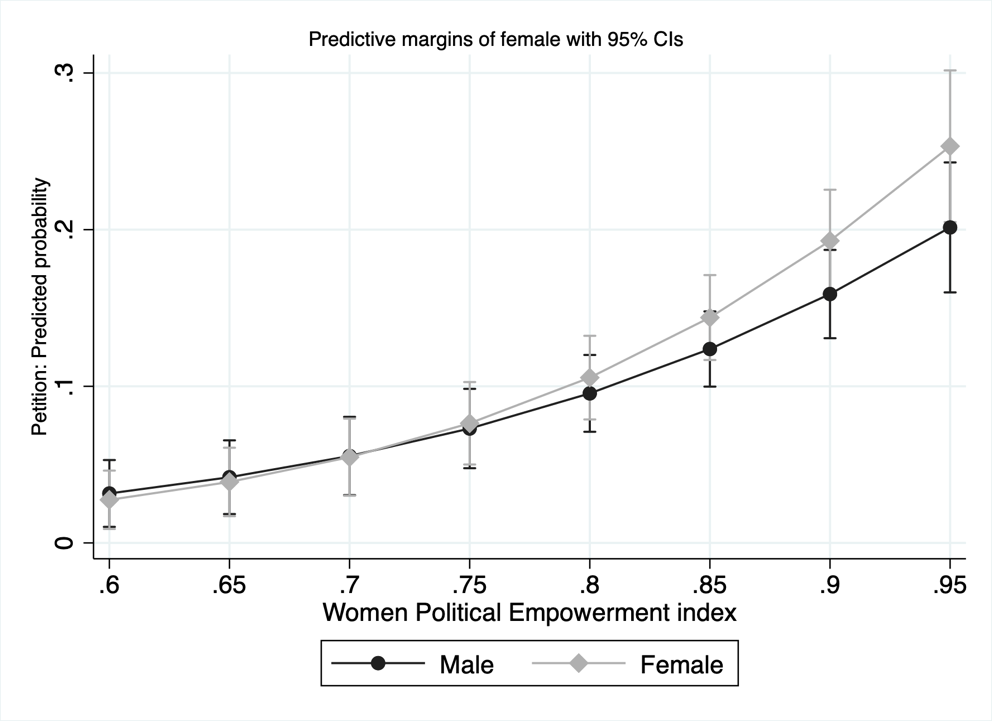 Predictive margins of female with 95% CIs
Petition: Predicted probability
.3
.2
.1
0
.6 .65 .7 .75 .8 .85 .9 .95
Women Political Empowerment index
Male Female